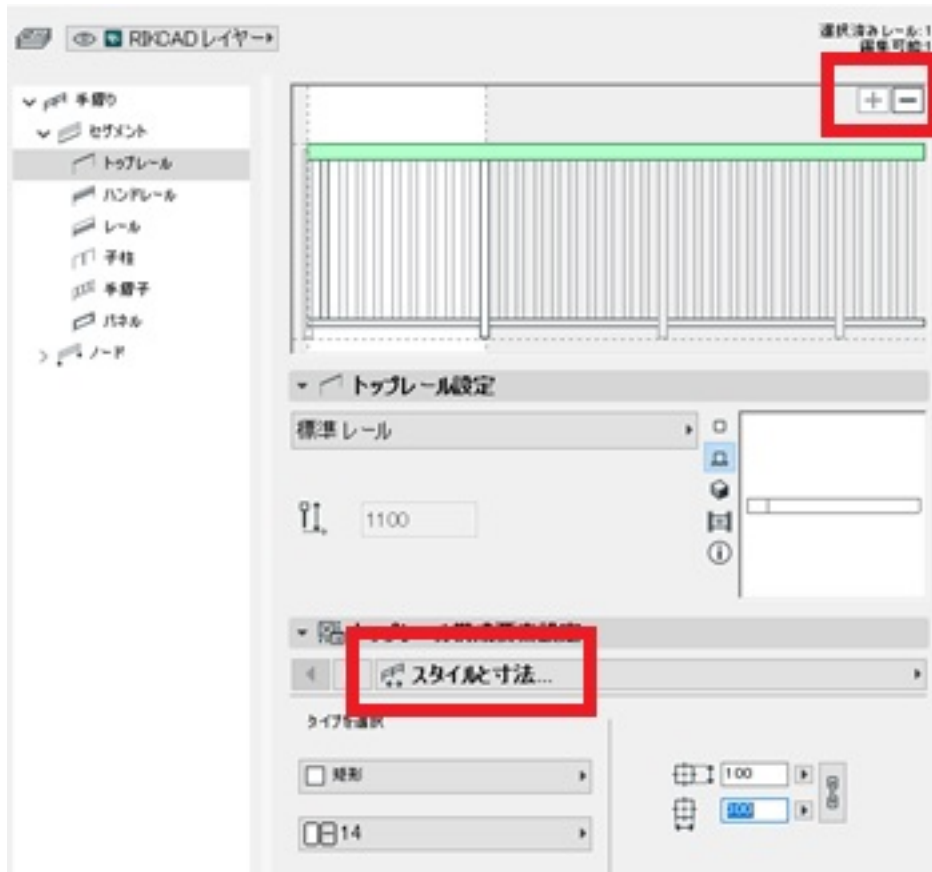 RIKCADレイヤー
選択済みレール:1
編集可能:1
手摺り
セグメント
トップレール
ハンドレール
レール
子柱
手摺子
パネル
ノード
トップレール設定
標準レール
1100
スタイルと寸法...
タイプを選択
矩形
100
300
14